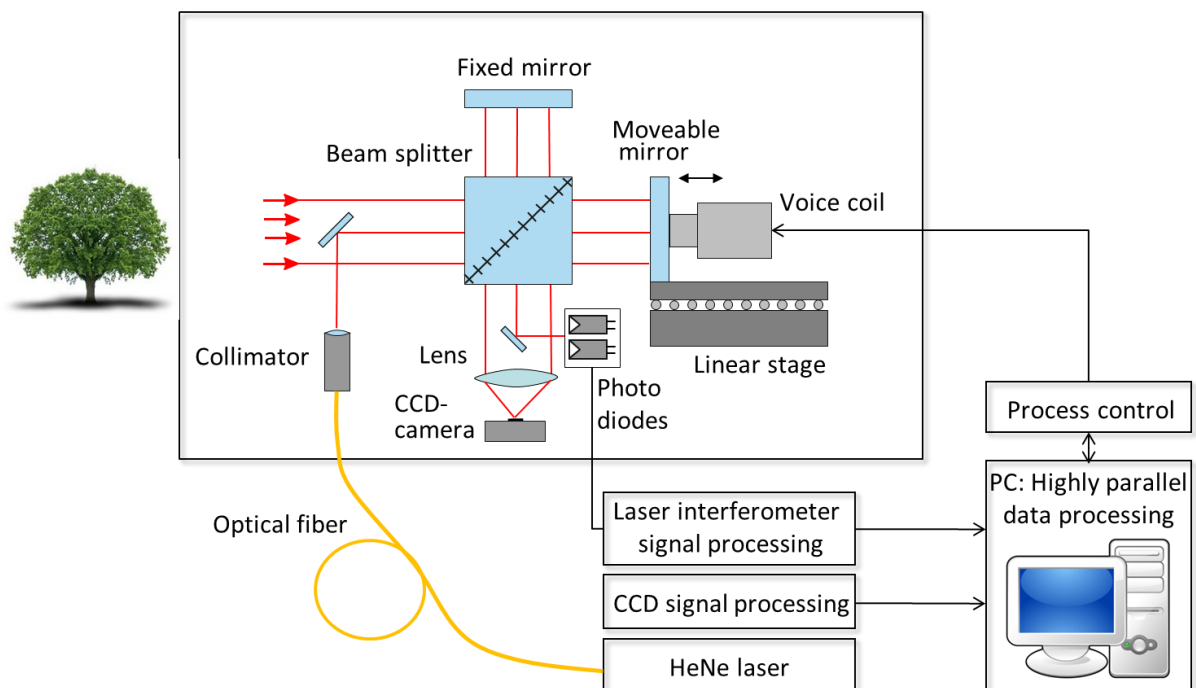 Fixed mirror
Moveable
mirror
Beam splitter
Voice coil
Collimator
Lens
Linear stage
CCD-
camera
Photo
diodes
Process control
PC: Highly parallel
data processing
Optical fiber
Laser interferometer
signal processing
CCD signal processing
HeNe laser